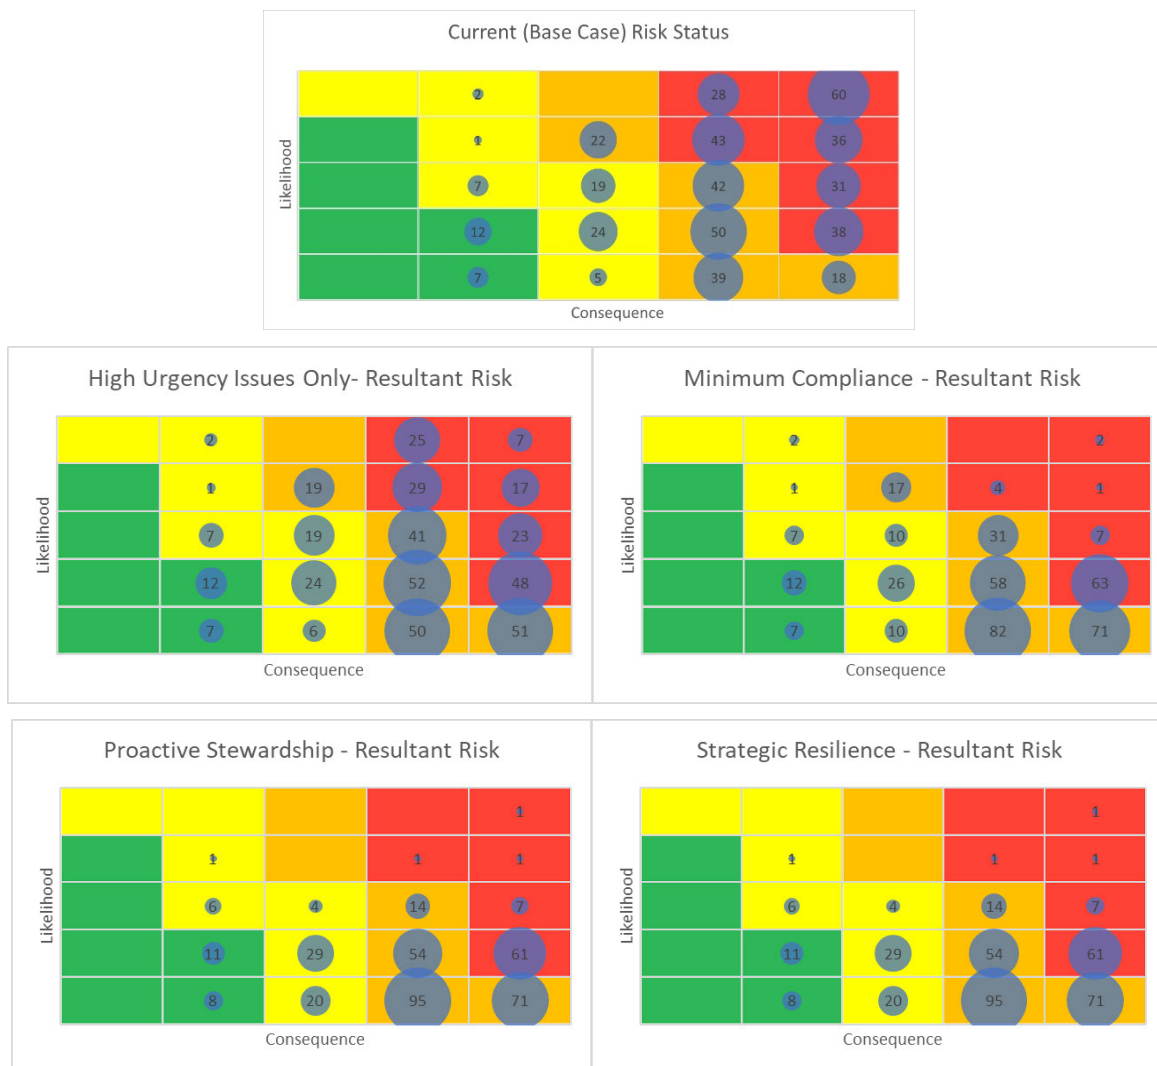 Current (Base Case) Risk Status
2 28 60
1 22 43 36
7 19 42 31
12 24 50 38
7 5 39 18
Likelihood
Consequence
High Urgency Issues Only- Resultant Risk
2 25 7
1 19 29 17
7 19 41 23
12 24 52 48
7 6 50 51
Likelihood
Consequence
Minimum Compliance - Resultant Risk
2 2
1 17 4 1
7 10 31 7
12 26 58 63
7 10 82 71
Likelihood
Consequence
Proactive Stewardship - Resultant Risk
1
1 1 1
6 4 14 7
11 29 54 61
8 20 95 71
Likelihood
Consequence
Strategic Resilience - Resultant Risk
1
1 1 1
6 4 14 7
11 29 54 61
8 20 95 71
Likelihood
Consequence